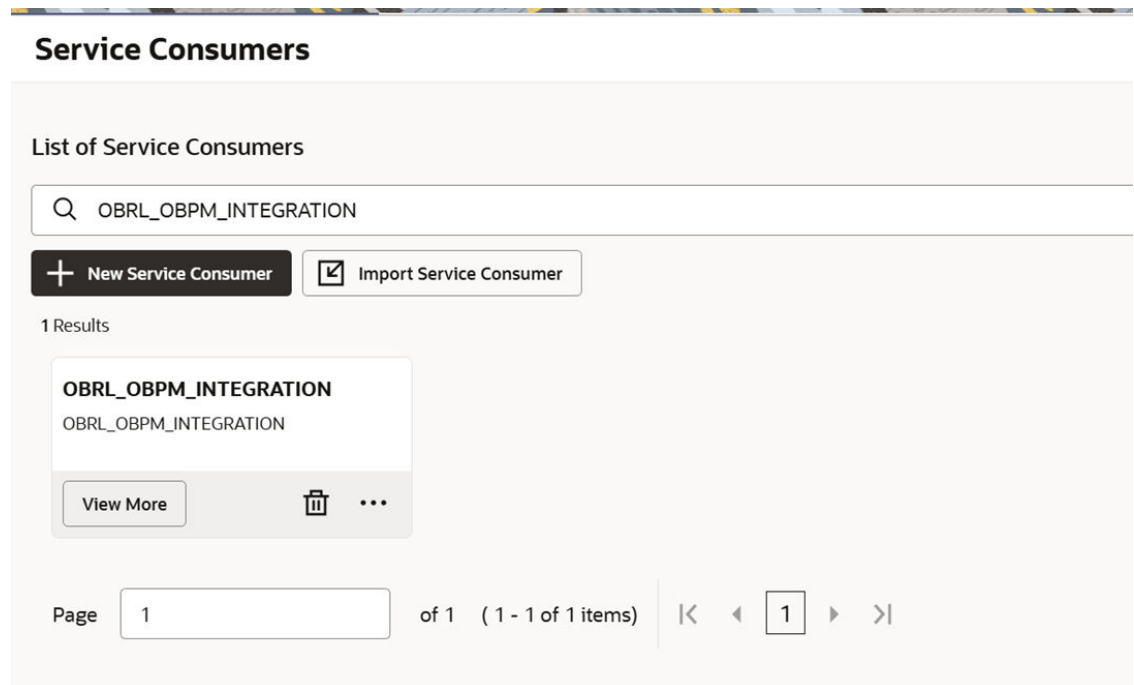 Service Consumers
List of Service Consumers
OBRL_OBPM_INTEGRATION
New Service Consumer Import Service Consumer
1 Results
OBRL_OBPM_INTEGRATION
OBRL_OBPM_INTEGRATION
View More
Page 1 of 1 ( 1 - 1 of 1 items) 1